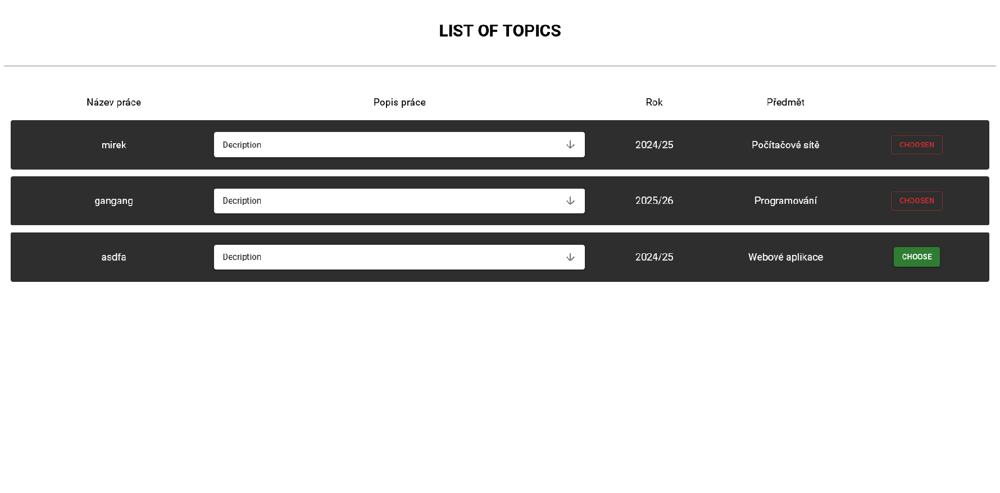 LIST OF TOPICS
Název práce Popis práce Rok Předmět
mirek Decription 2024/25 Počítačové sítě CHOOSEN
gangang Decription 2025/26 Programování CHOOSEN
asdfa Decription 2024/25 Webové aplikace CHOOSE